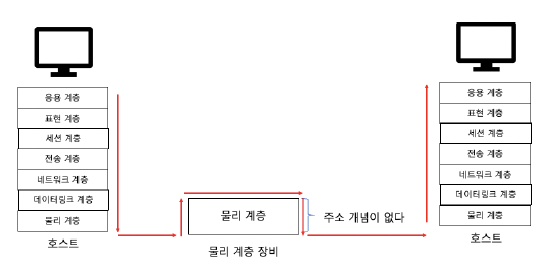 응용 계층
표현 계층
세션 계층
전송 계층
네트워크 계층
데이터링크 계층
물리 계층
호스트
물리 계층
주소 개념이 없다
물리 계층 장비
응용 계층
표현 계층
세션 계층
전송 계층
네트워크 계층
데이터링크 계층
물리 계층
호스트